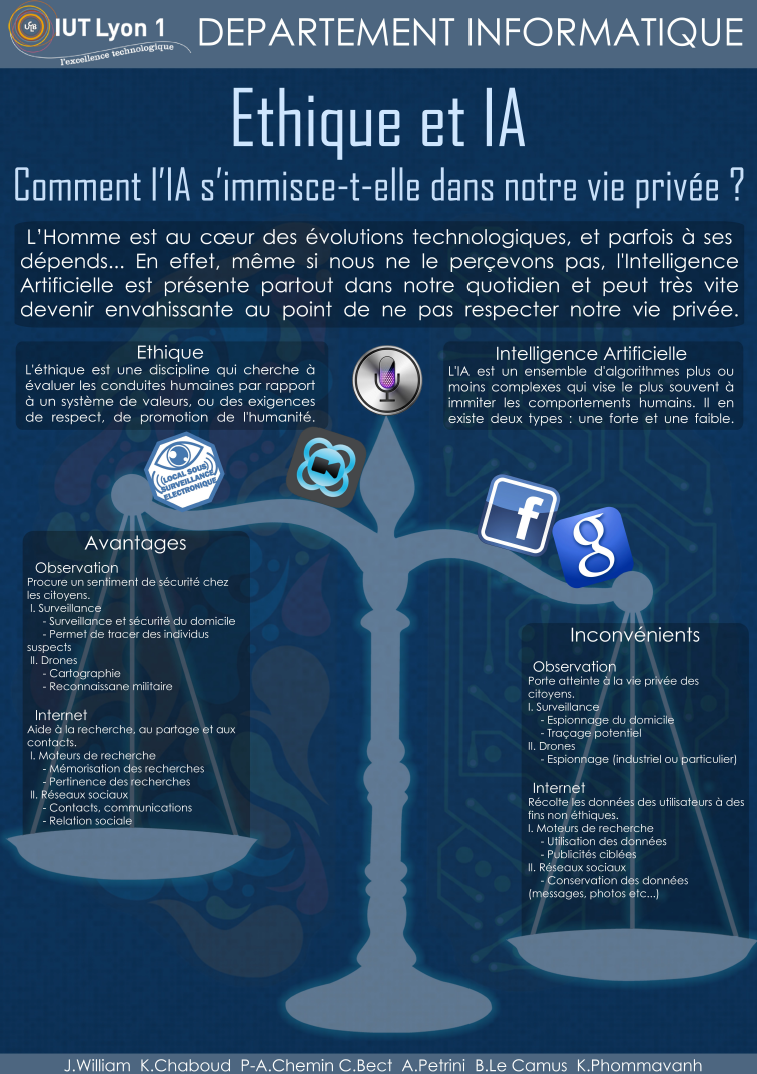 IUT Lyon 1
l'excellence technologique
DEPARTEMENT INFORMATIQUE
Ethique et IA
Comment l'IA s'immisce-t-elle dans notre vie privée ?
L'Homme est au cœur des évolutions technologiques, et parfois à ses
dépends... En effet, même si nous ne le perçevons pas, l'Intelligence
Artificielle est présente partout dans notre quotidien et peut très vite
devenir envahissante au point de ne pas respecter notre vie privée.
Ethique
L'éthique est une discipline qui cherche à
évaluer les conduites humaines par rapport
à un système de valeurs, ou des exigences
de respect, de promotion de l'humanité.
Intelligence Artificielle
L'IA est un ensemble d'algorithmes plus ou
moins complexes qui vise le plus souvent à
immiter les comportements humains. Il en
existe deux types : une forte et une faible.
LOCAL SOUS
SURVEILLANCE
ELECTRONIQUE
f
g
Avantages
Observation
Procure un sentiment de sécurité chez
les citoyens.
I. Surveillance
- Surveillance et sécurité du domicile
- Permet de tracer des individus
suspects
II. Drones
- Cartographie
- Reconnaissane militaire
Internet
Aide à la recherche, au partage et aux
contacts.
I. Moteurs de recherche
- Mémorisation des recherches
- Pertinence des recherches
II. Réseaux sociaux
- Contacts, communications
- Relation sociale
Inconvénients
Observation
Porte atteinte à la vie privée des
citoyens.
I. Surveillance
- Espionnage du domicile
- Traçage potentiel
II. Drones
- Espionnage (industriel ou particulier)
Internet
Récolte les données des utilisateurs à des
fins non éthiques.
I. Moteurs de recherche
- Utilisation des données
- Publicités ciblées
II. Réseaux sociaux
- Conservation des données
(messages, photos etc...)
J.William K.Chaboud P-A.Chemin C.Bect A.Petrini B.Le Camus K.Phommavanh